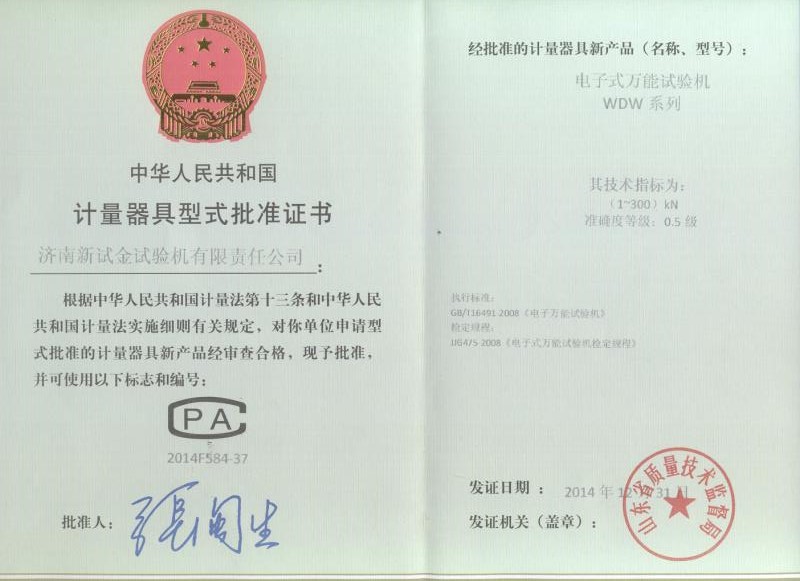 中华人民共和国
计量器具型式批准证书
济南新试金试验机有限责任公司：
根据中华人民共和国计量法第十三条和中华人民
共和国计量法实施细则有关规定，对你单位申请型
式批准的计量器具新产品经审查合格，现予批准，
并可使用以下标志和编号：
PA
2014F584-37
批准人：
经批准的计量器具新产品（名称、型号）：
电子式万能试验机
WDW 系列
其技术指标为：
（1~300）kN
准确度等级：0.5 级
执行标准：
GB/T16491-2008《电子万能试验机》
检定规程：
JJG475-2008《电子式万能试验机检定规程》
发证日期 ： 2014 年 12 月 31 日
发证机关（盖章）：
山东省质量技术监督局